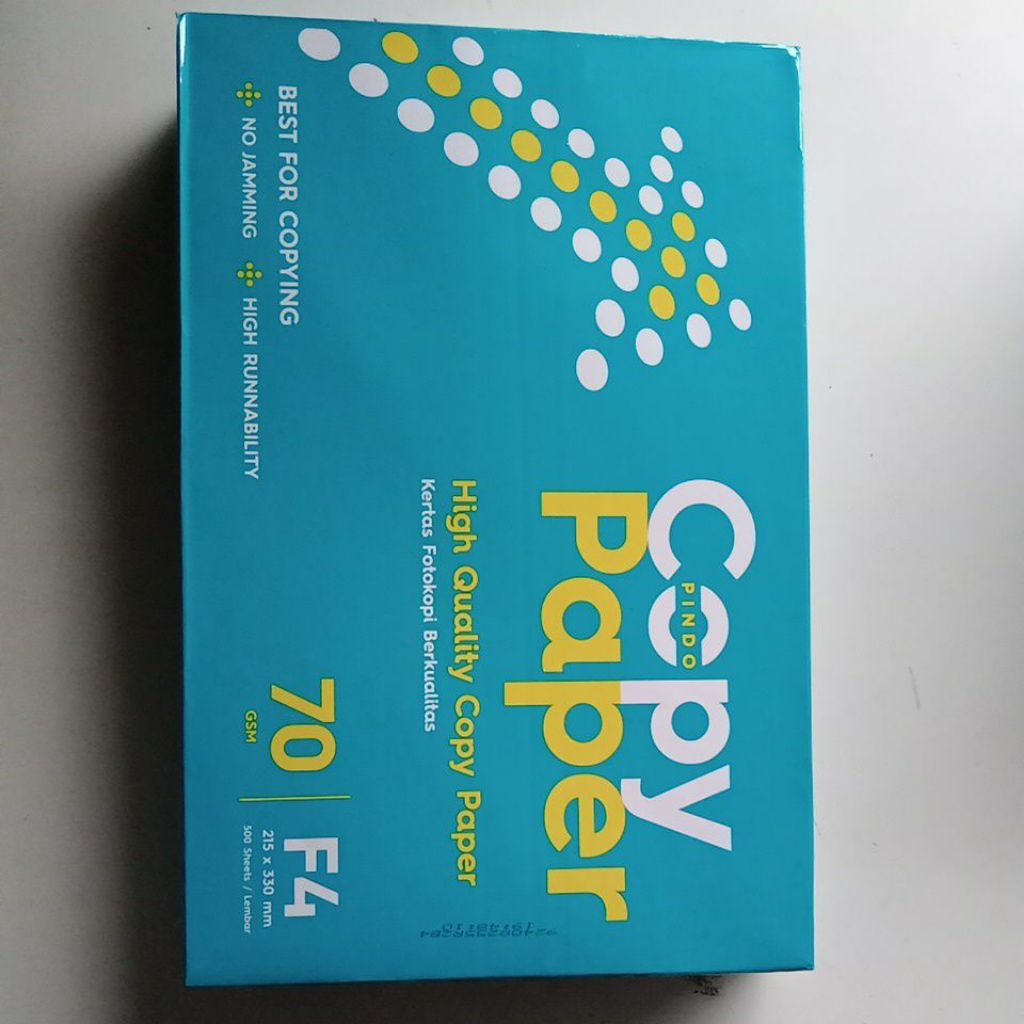 Copy
PINDO
Paper
High Quality Copy Paper
Kertas Fotokopi Berkualitas
BEST FOR COPYING
NO JAMMING HIGH RUNNABILITY
70
GSM
F4
215 x 330 mm
500 Sheets / Lembar